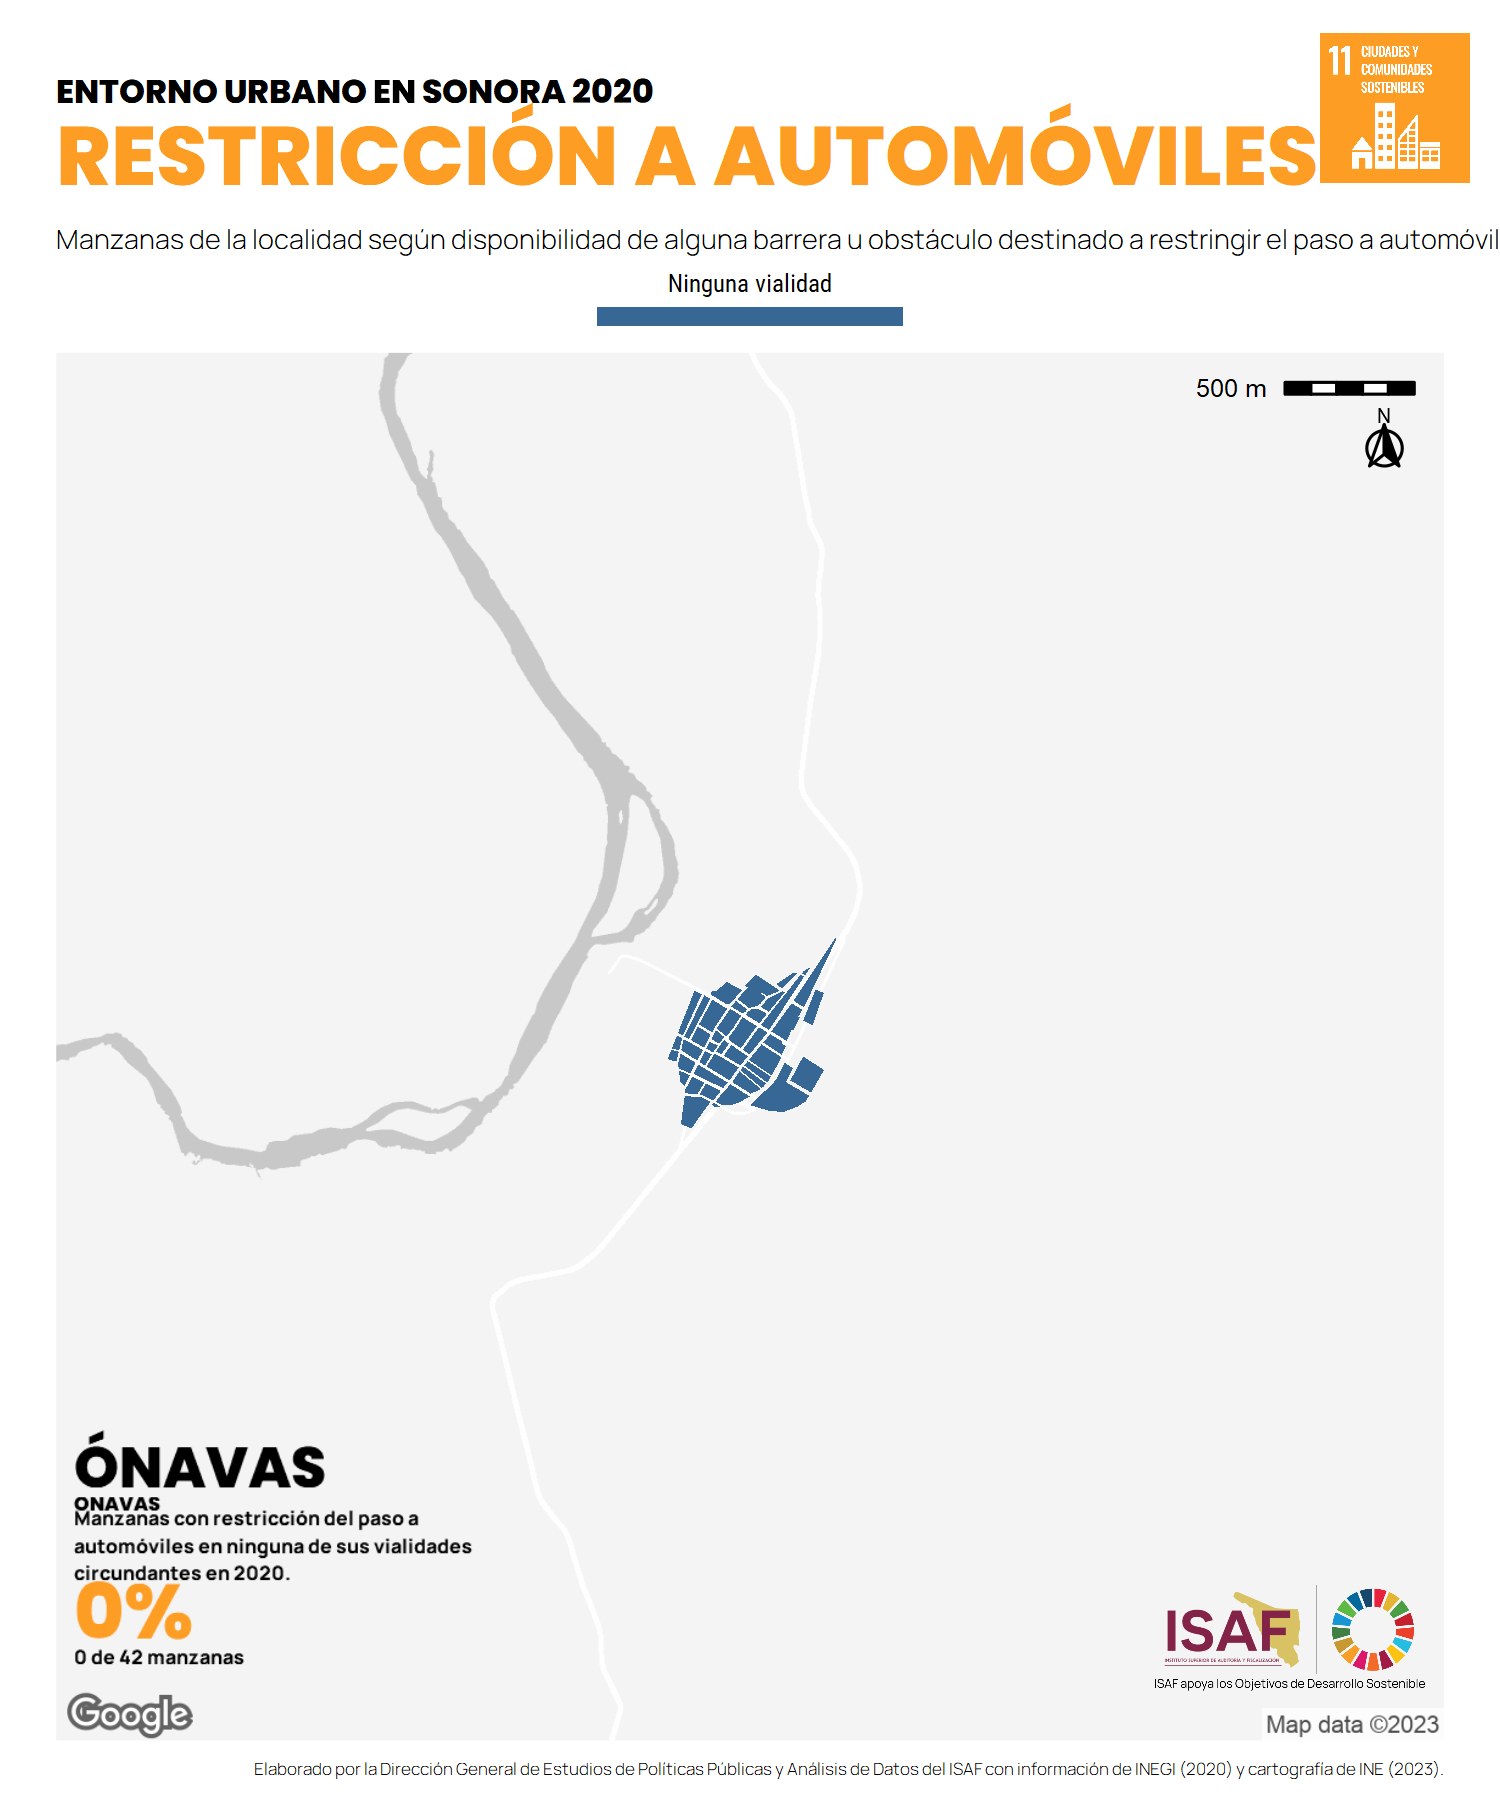 ENTORNO URBANO EN SONORA 2020
RESTRICCIÓN A AUTOMÓVILES
11 CIUDADES Y
COMUNIDADES
SOSTENIBLES
Manzanas de la localidad según disponibilidad de alguna barrera u obstáculo destinado a restringir el paso a automóvil
Ninguna vialidad
500 m
N
ÓNAVAS
ONAVAS
Manzanas con restricción del paso a
automóviles en ninguna de sus vialidades
circundantes en 2020.
0%
0 de 42 manzanas
Google
ISAF
INSTITUTO SUPERIOR DE AUDITORÍA Y FISCALIZACIÓN
ISAF apoya los Objetivos de Desarrollo Sostenible
Map data ©2023
Elaborado por la Dirección General de Estudios de Políticas Públicas y Análisis de Datos del ISAF con información de INEGI (2020) y cartografía de INE (2023).